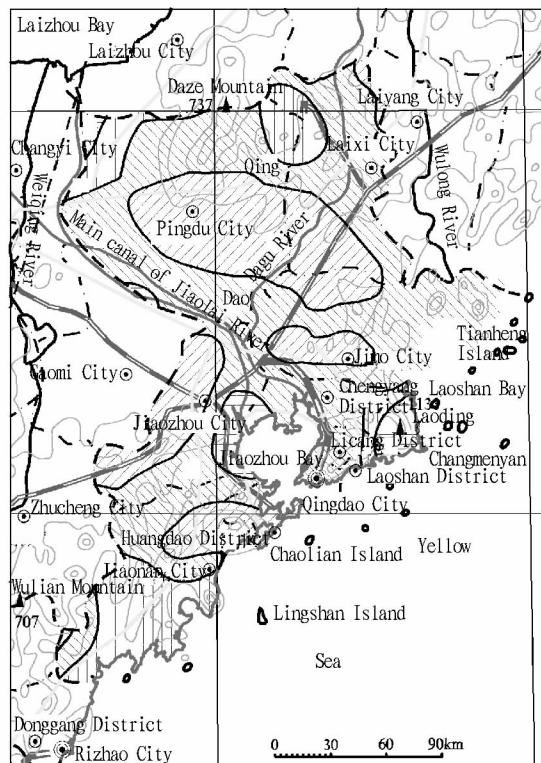 Laizhou Bay
Laizhou City
Daze Mountain
737
Laiyang City
Changyi City
Qing
Laixi City
Weiqing River
Wulong River
Pingdu City
Main canal of Jiaolai River
Dagu River
Dao
Tianheng
Island
Jimo City
Gaomi City
Chengyang
District
Laoshan Bay
Jiaozhou City
Laoding
Licang District
Jiaozhou Bay
Changmenyan
Laoshan District
Zhucheng City
Qingdao City
Huangdao District
Yellow
Chaolian Island
Jiaonan City
Wulian Mountain
707
Lingshan Island
Sea
Donggang District
Rizhao City
0 30 60 90km